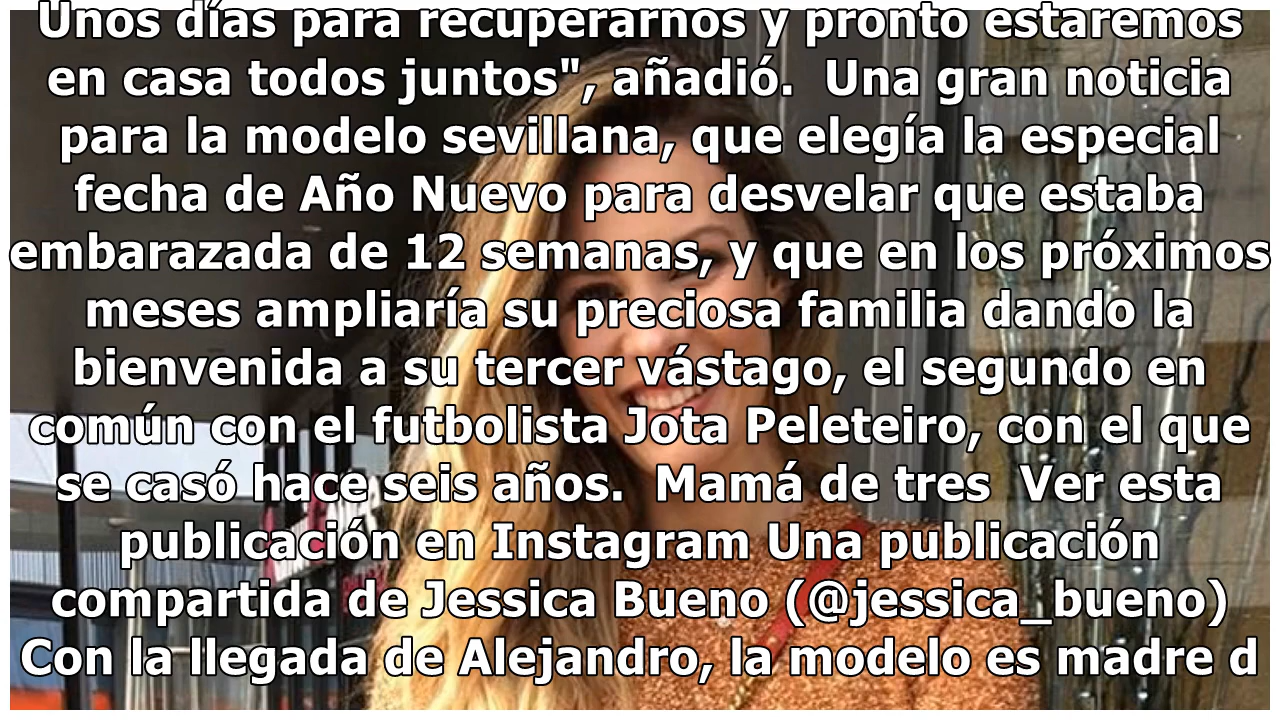 Unos días para recuperarnos y pronto estaremos
en casa todos juntos", añadió.  Una gran noticia
para la modelo sevillana, que elegía la especial
fecha de Año Nuevo para desvelar que estaba
embarazada de 12 semanas, y que en los próximos
meses ampliaría su preciosa familia dando la
bienvenida a su tercer vástago, el segundo en
común con el futbolista Jota Peleteiro, con el que
se casó hace seis años.  Mamá de tres  Ver esta
publicación en Instagram Una publicación
compartida de Jessica Bueno (@jessica_bueno)
Con la llegada de Alejandro, la modelo es madre d